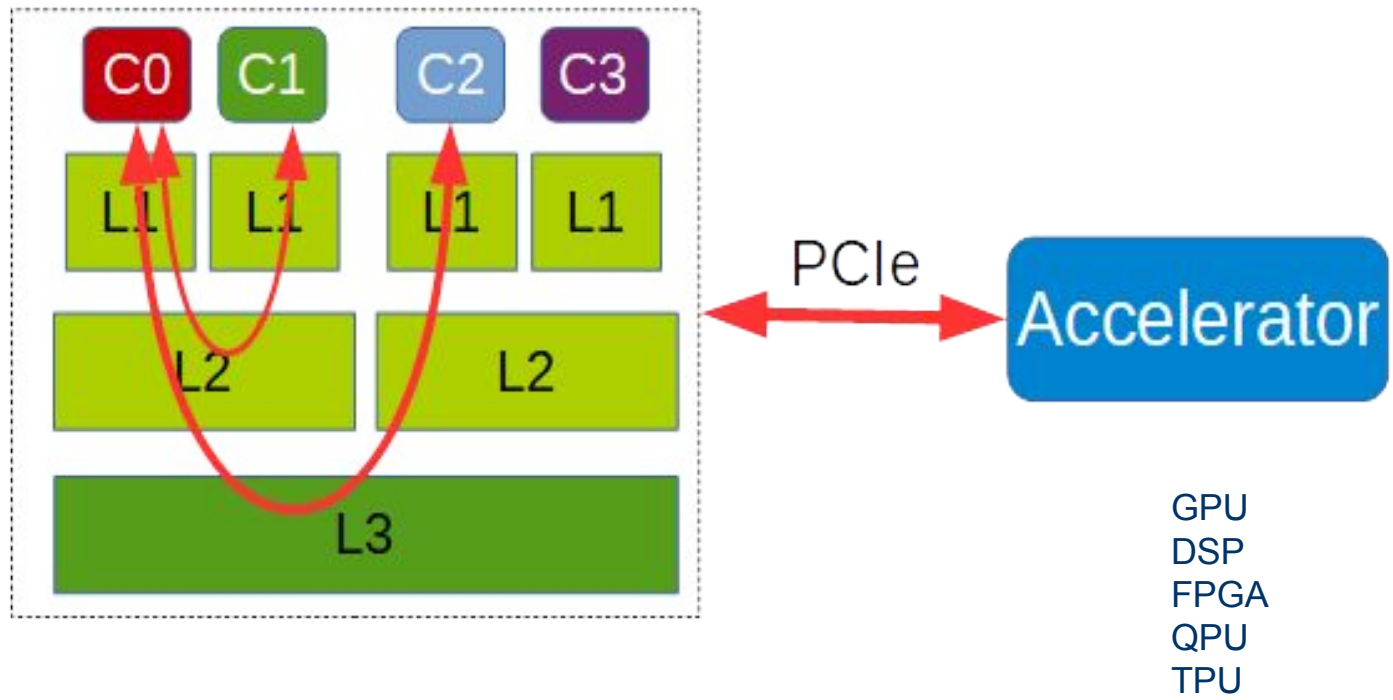 C0 C1 C2 C3
L1 L1 L1 L1
PCIe
Accelerator
L2 L2
L3
GPU
DSP
FPGA
QPU
TPU